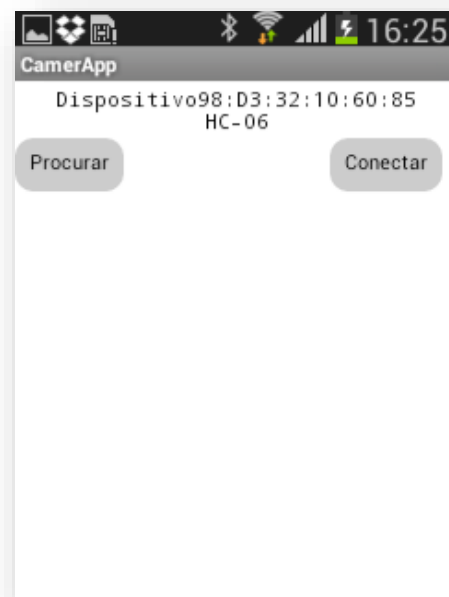 16:25
CamerApp
Dispositivo98:D3:32:10:60:85
HC-06
Procurar Conectar